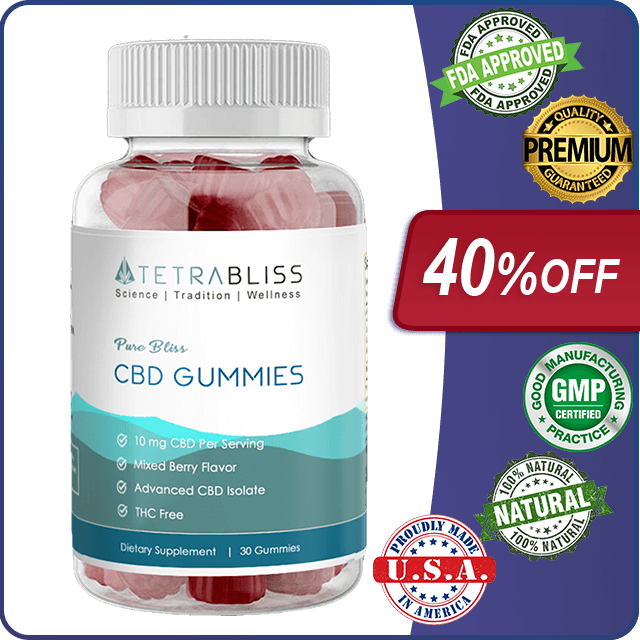 TETRABLISS
Science | Tradition | Wellness
Pure Bliss
CBD GUMMIES
10 mg CBD Per Serving
Mixed Berry Flavor
Advanced CBD Isolate
THC Free
Dietary Supplement | 30 Gummies
FDA APPROVED
FDA APPROVED
FDA APPROVED
QUALITY
PREMIUM
GUARANTEED
40%OFF
GOOD MANUFACTURING
GMP
CERTIFIED
PRACTICE
100% NATURAL
NATURAL
100% NATURAL
PROUDLY MADE
U.S.A.
IN AMERICA